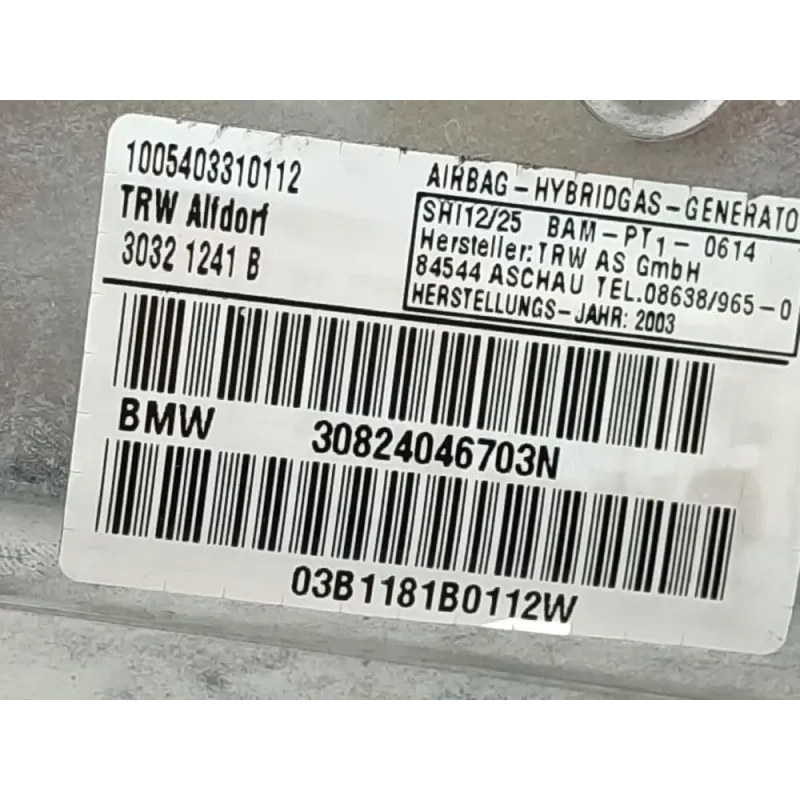 1005403310112
TRW Alfdorf
3032 1241 B
AIRBAG-HYBRIDGAS-GENERATO
SHI12/25 BAM-PT1-0614
Hersteller: TRW AS GmbH
84544 ASCHAU TEL.08638/965-0
HERSTELLUNGS-JAHR: 2003
BMW 30824046703N
03B1181B0112W